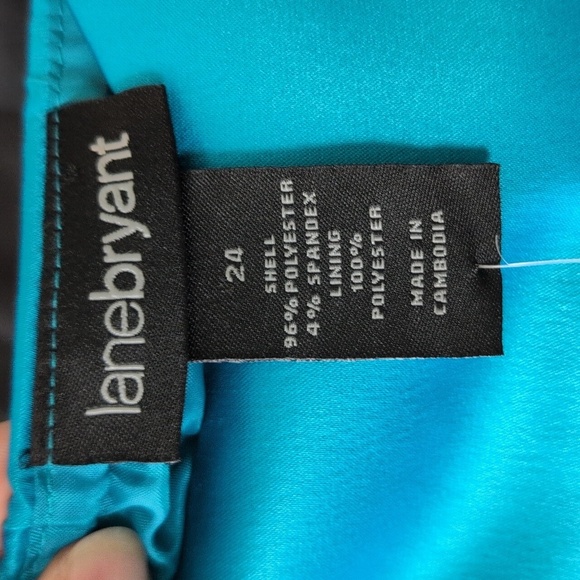 lanebryant
24
SHELL
96% POLYESTER
4% SPANDEX
LINING
100%
POLYESTER
MADE IN
CAMBODIA